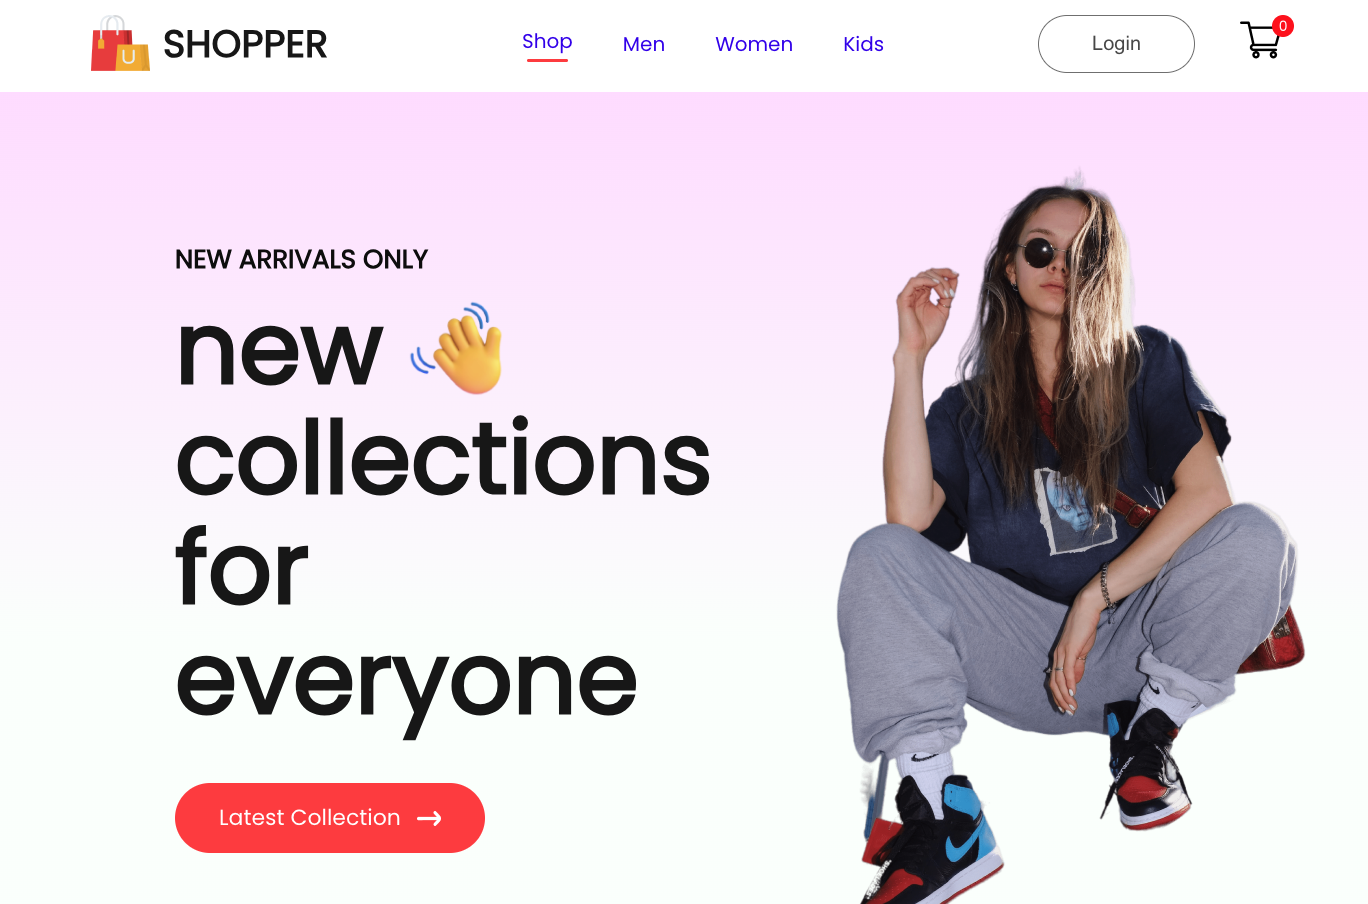 SHOPPER
Shop
Men
Women
Kids
Login
0
NEW ARRIVALS ONLY
new
collections
for
everyone
Latest Collection